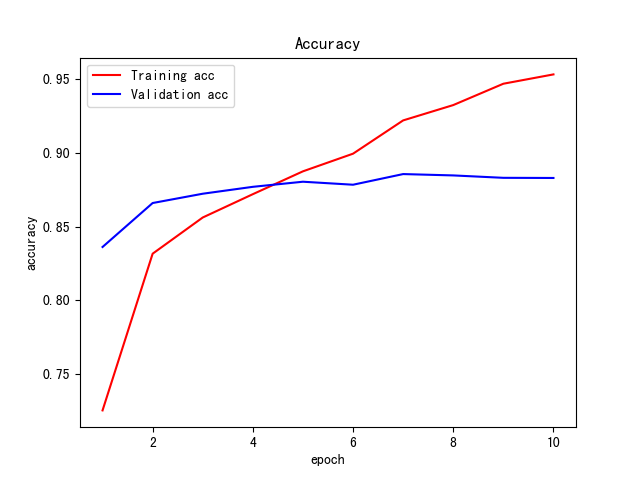 Accuracy
Training acc
Validation acc
0.95
0.90
0.85
0.80
0.75
accuracy
2 4 6 8 10
epoch